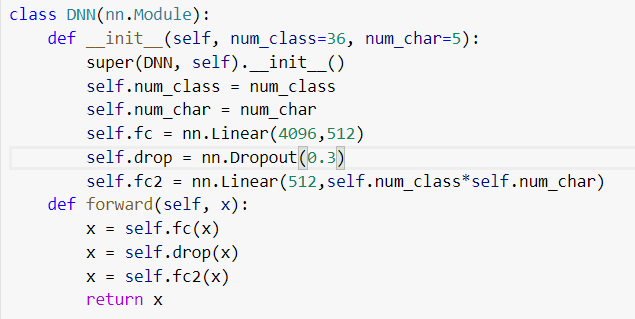 class DNN(nn.Module):
    def __init__(self, num_class=36, num_char=5):
        super(DNN, self).__init__()
        self.num_class = num_class
        self.num_char = num_char
        self.fc = nn.Linear(4096,512)
        self.drop = nn.Dropout(0.3)
        self.fc2 = nn.Linear(512,self.num_class*self.num_char)
    def forward(self, x):
        x = self.fc(x)
        x = self.drop(x)
        x = self.fc2(x)
        return x